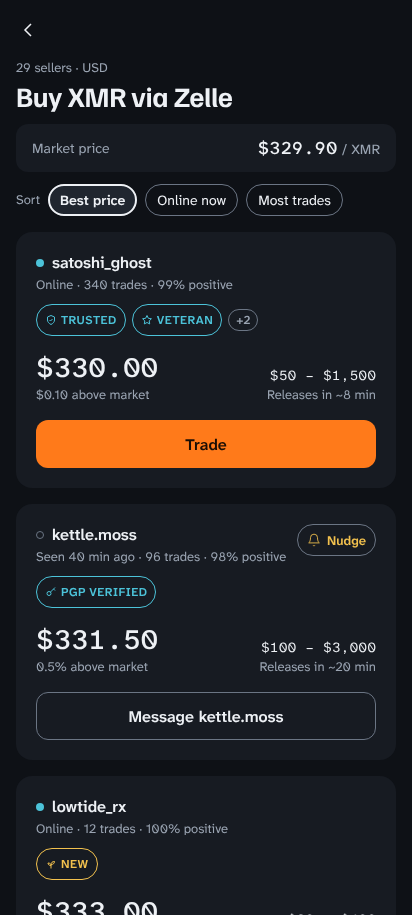 29 sellers · USD
Buy XMR via Zelle
Market price $329.90 / XMR
Sort Best price Online now Most trades
satoshi_ghost
Online · 340 trades · 99% positive
TRUSTED VETERAN +2
$330.00 $50 – $1,500
$0.10 above market Releases in ~8 min
Trade
kettle.moss Nudge
Seen 40 min ago · 96 trades · 98% positive
PGP VERIFIED
$331.50 $100 – $3,000
0.5% above market Releases in ~20 min
Message kettle.moss
lowtide_rx
Online · 12 trades · 100% positive
NEW
$333.00